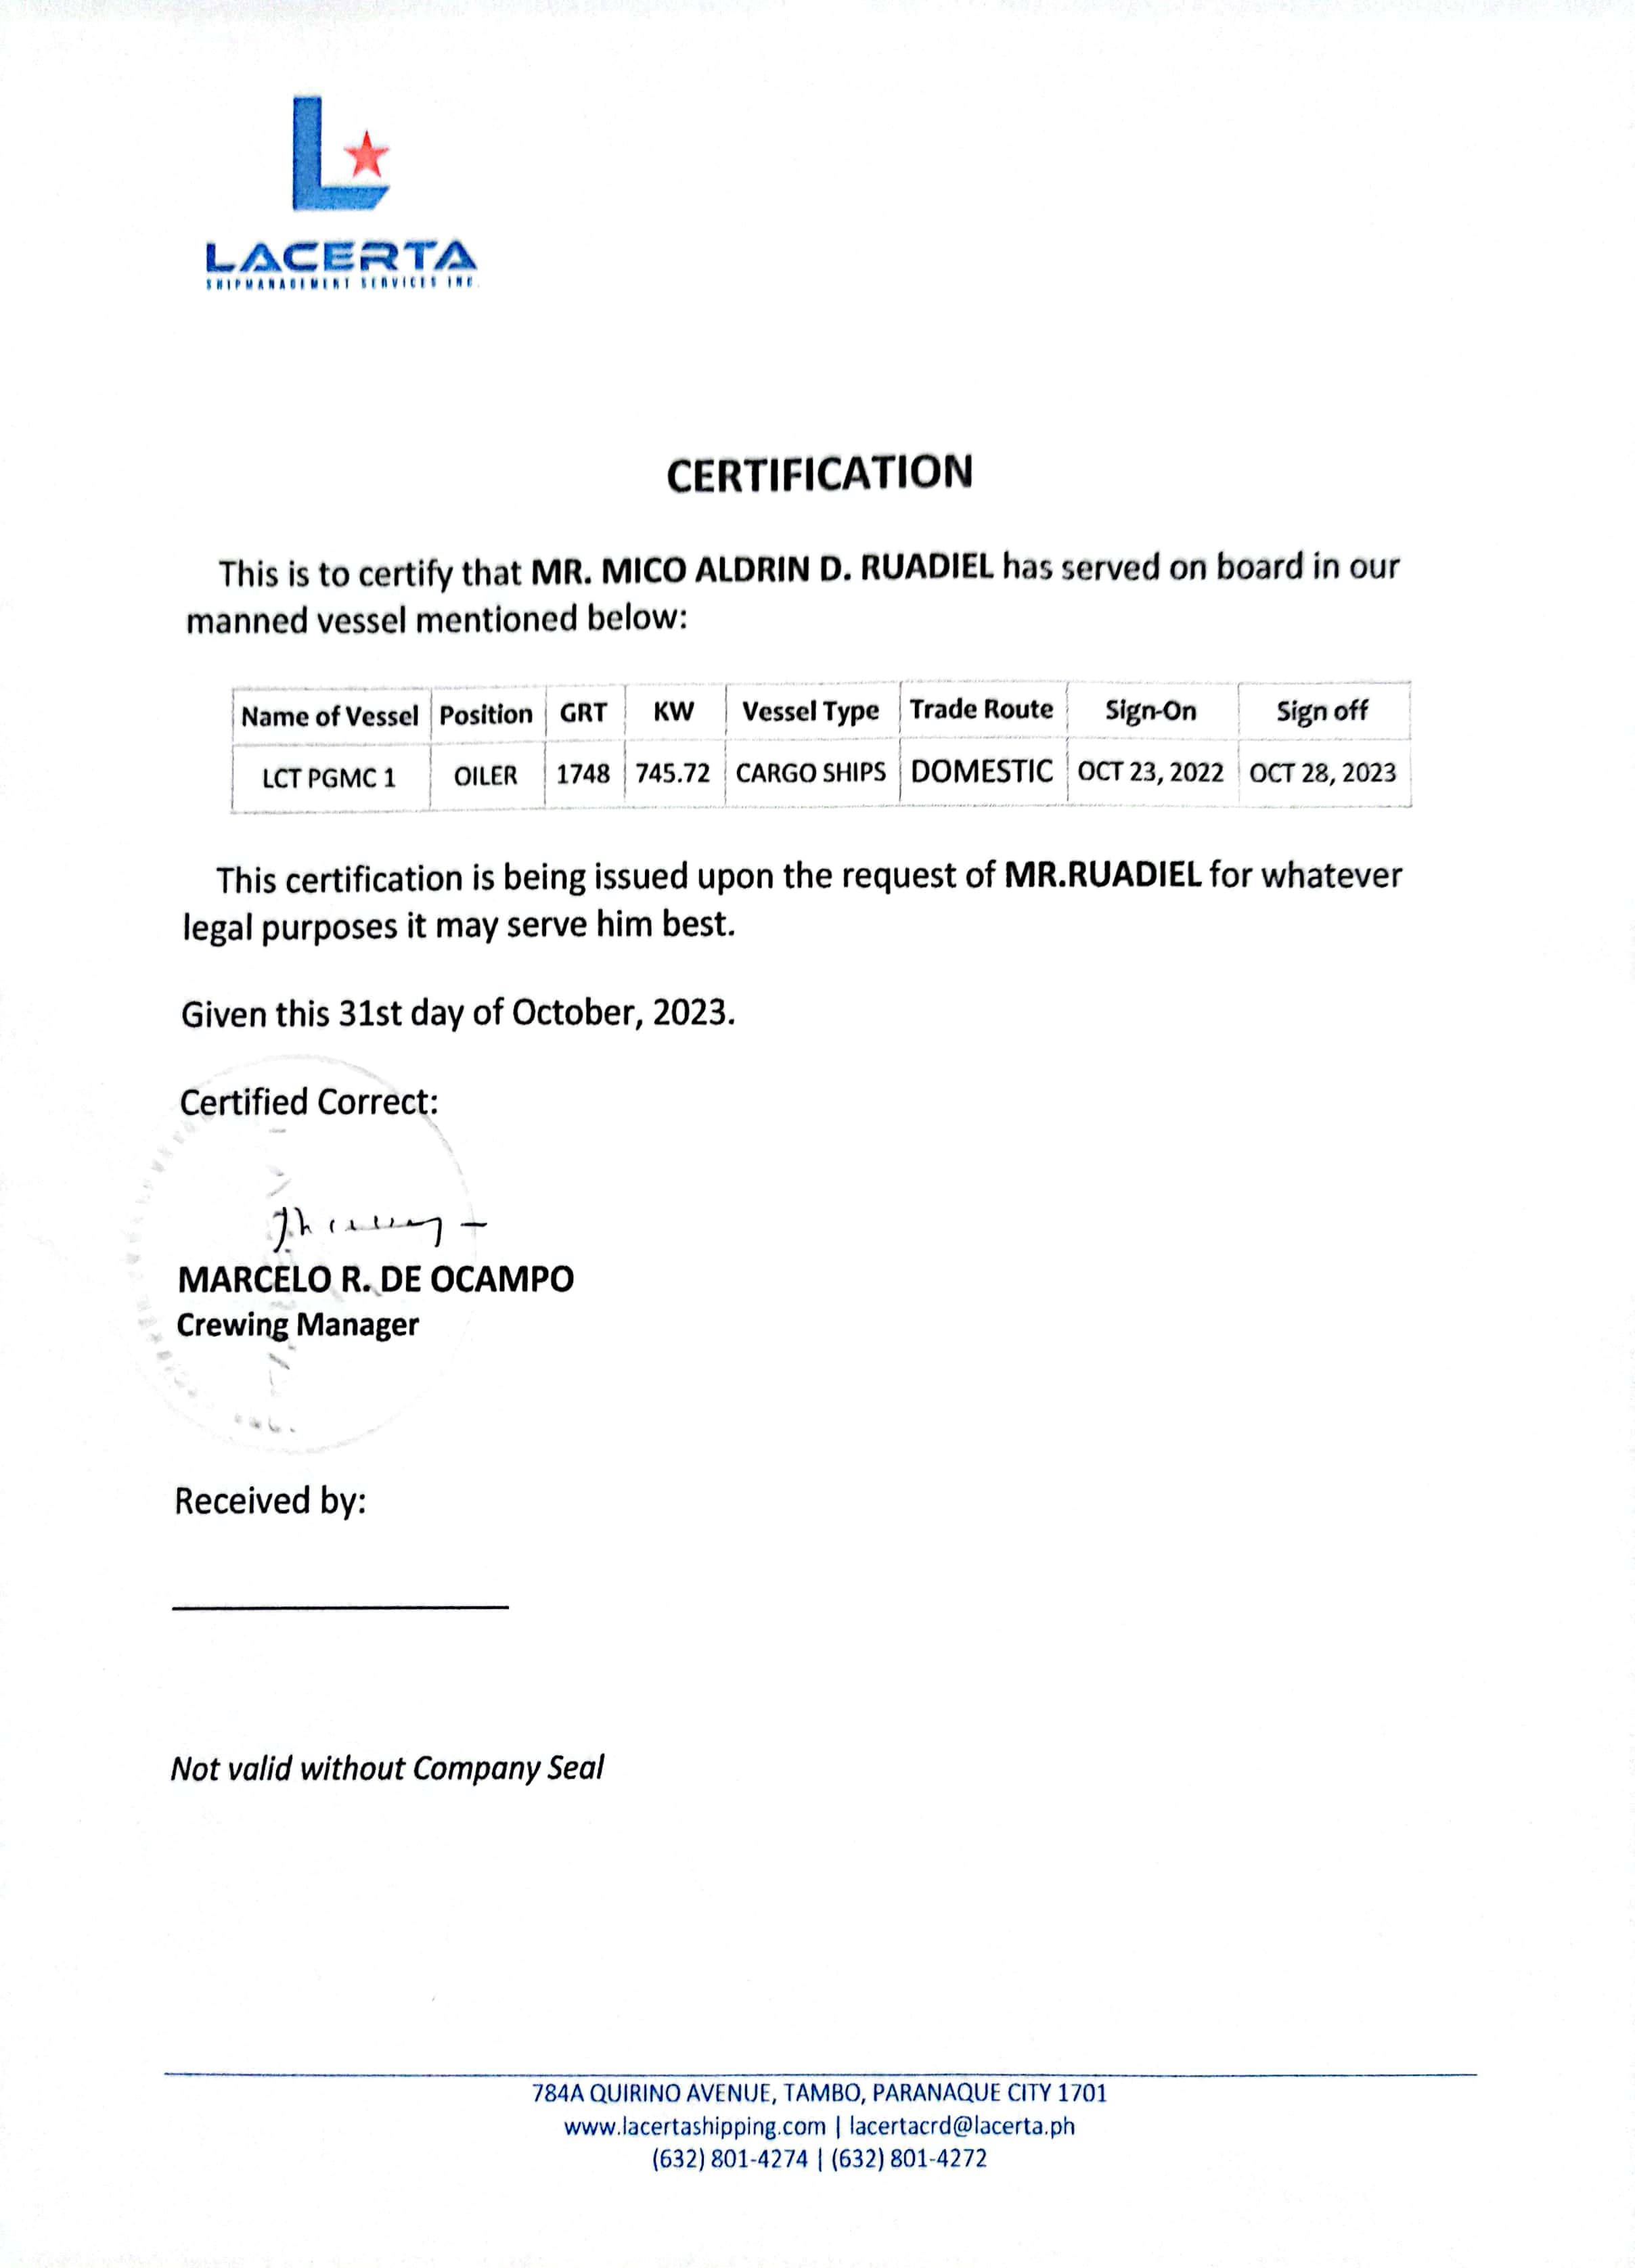 LACERTA
SHIPMANAGEMENT SERVICES INC.
CERTIFICATION
This is to certify that MR. MICO ALDRIN D. RUADIEL has served on board in our
manned vessel mentioned below:
Name of Vessel Position GRT KW Vessel Type Trade Route Sign-On Sign off
LCT PGMC 1 OILER 1748 745.72 CARGO SHIPS DOMESTIC OCT 23, 2022 OCT 28, 2023
This certification is being issued upon the request of MR.RUADIEL for whatever
legal purposes it may serve him best.
Given this 31st day of October, 2023.
Certified Correct:
MARCELO R. DE OCAMPO
Crewing Manager
Received by:
Not valid without Company Seal
784A QUIRINO AVENUE, TAMBO, PARANAQUE CITY 1701
www.lacertashipping.com | lacertacrd@lacerta.ph
(632) 801-4274 | (632) 801-4272